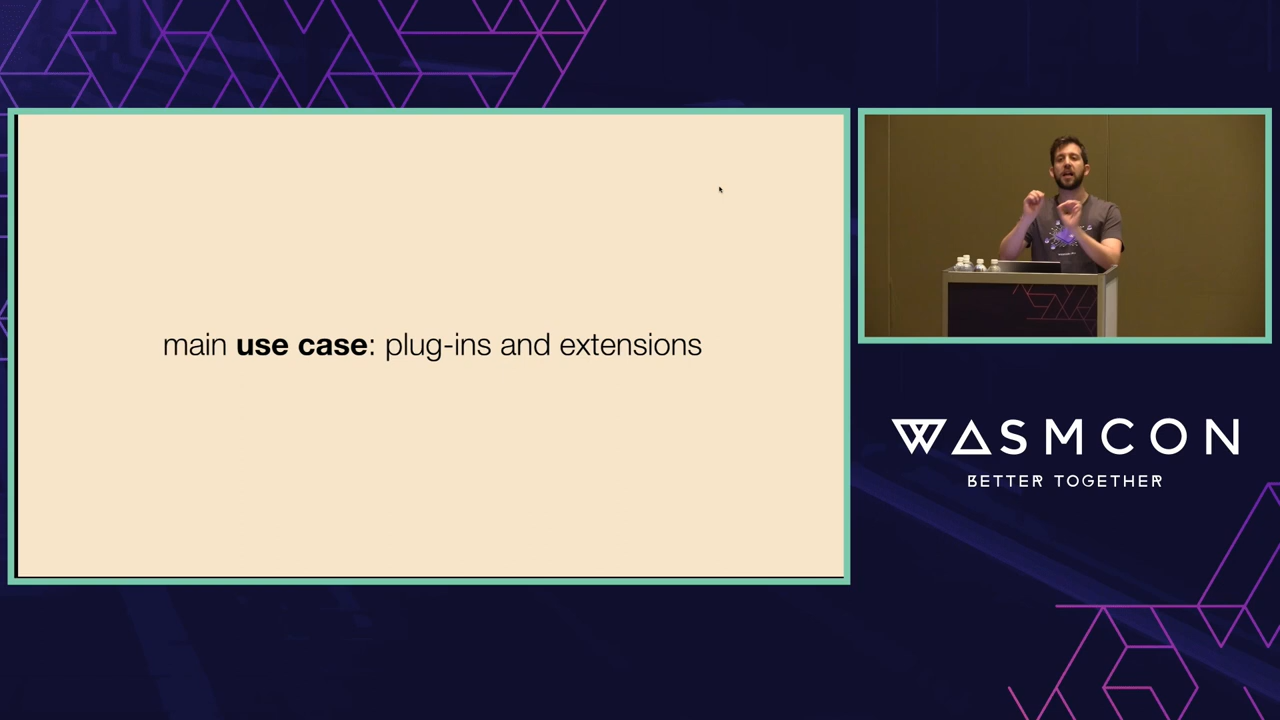 main use case: plug-ins and extensions
WASMCON
BETTER TOGETHER